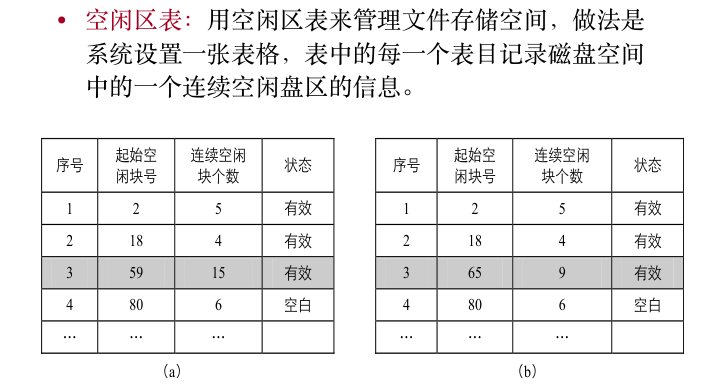 • 空闲区表：用空闲区表来管理文件存储空间，做法是
系统设置一张表格，表中的每一个表目记录磁盘空间
中的一个连续空闲盘区的信息。
序号 起始空闲块号 连续空闲块个数 状态
1 2 5 有效
2 18 4 有效
3 59 15 有效
4 80 6 空白
… … …
(a)
序号 起始空闲块号 连续空闲块个数 状态
1 2 5 有效
2 18 4 有效
3 65 9 有效
4 80 6 空白
… … …
(b)